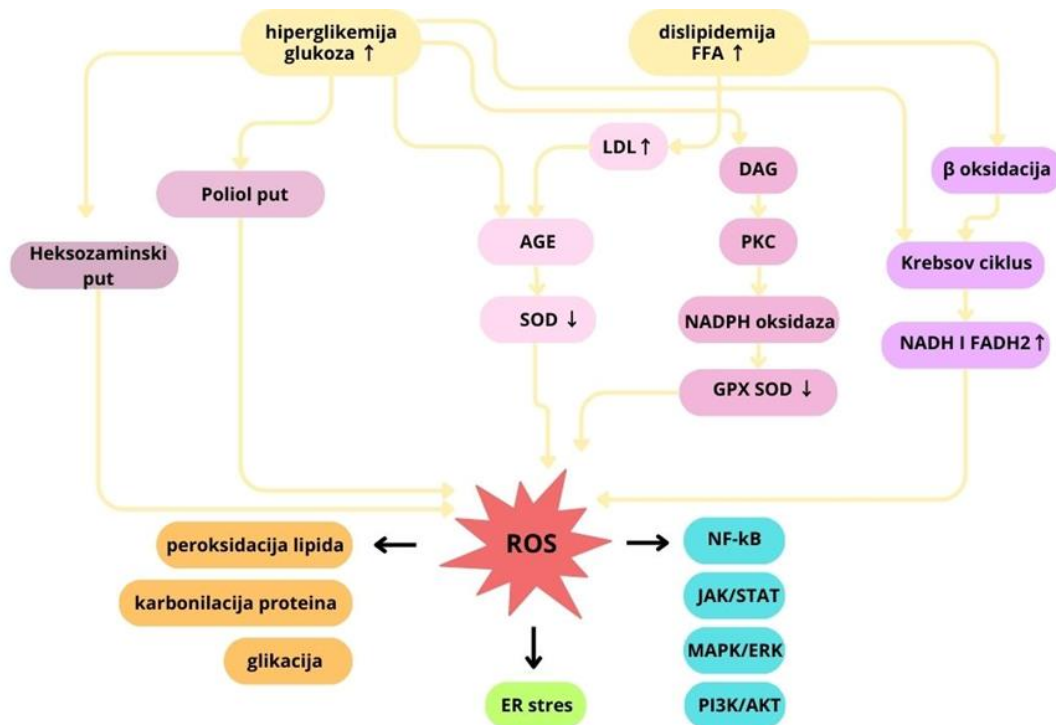 hiperglikemija
glukoza ↑
dislipidemija
FFA ↑
LDL ↑
DAG
β oksidacija
Poliol put
AGE
PKC
Heksozaminski
put
Krebsov ciklus
SOD ↓
NADPH oksidaza
NADH I FADH2 ↑
GPX SOD ↓
ROS
peroksidacija lipida
karbonilacija proteina
glikacija
ER stres
NF-kB
JAK/STAT
MAPK/ERK
PI3K/AKT